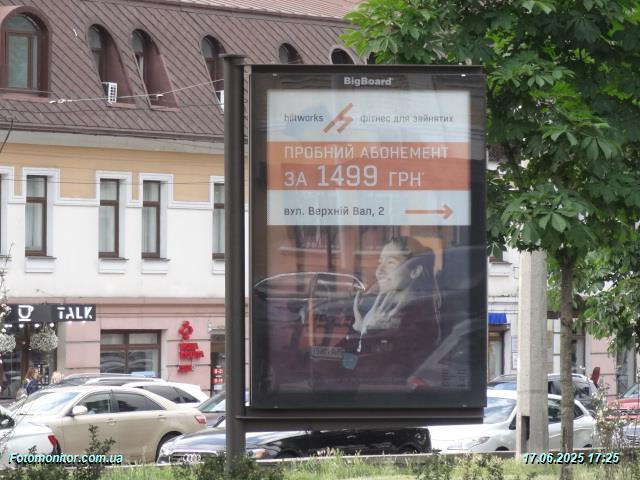 BigBoard
hiitworks фітнес для зайнятих
ПРОБНИЙ АБОНЕМЕНТ
ЗА 1499 ГРН*
вул. Верхній Вал, 2
TALK
Fotomonitor.com.ua
17.06.2025 17:25